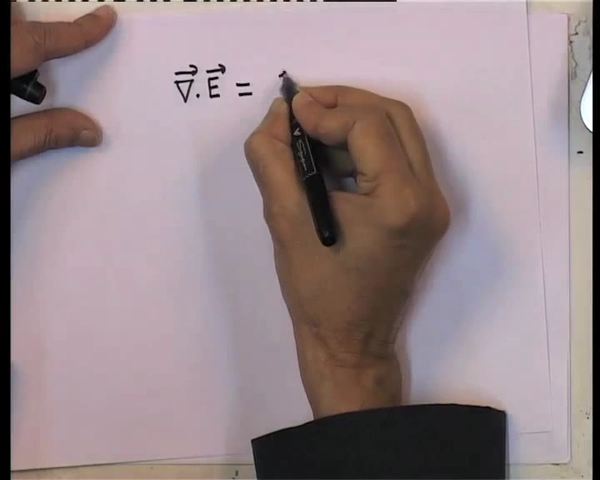 ∇⃗.E⃗ =